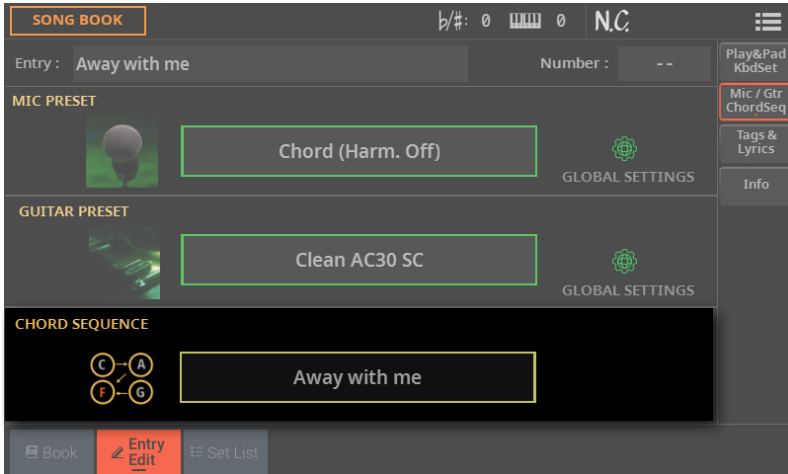 SONG BOOK
♭/#: 0
0
N.C.
Entry : Away with me
Number : --
Play&Pad
KbdSet
MIC PRESET
Mic / Gtr
ChordSeq
Chord (Harm. Off)
Tags &
Lyrics
GLOBAL SETTINGS
Info
GUITAR PRESET
Clean AC30 SC
GLOBAL SETTINGS
CHORD SEQUENCE
C A
F G
Away with me
Book
Entry
Edit
Set List